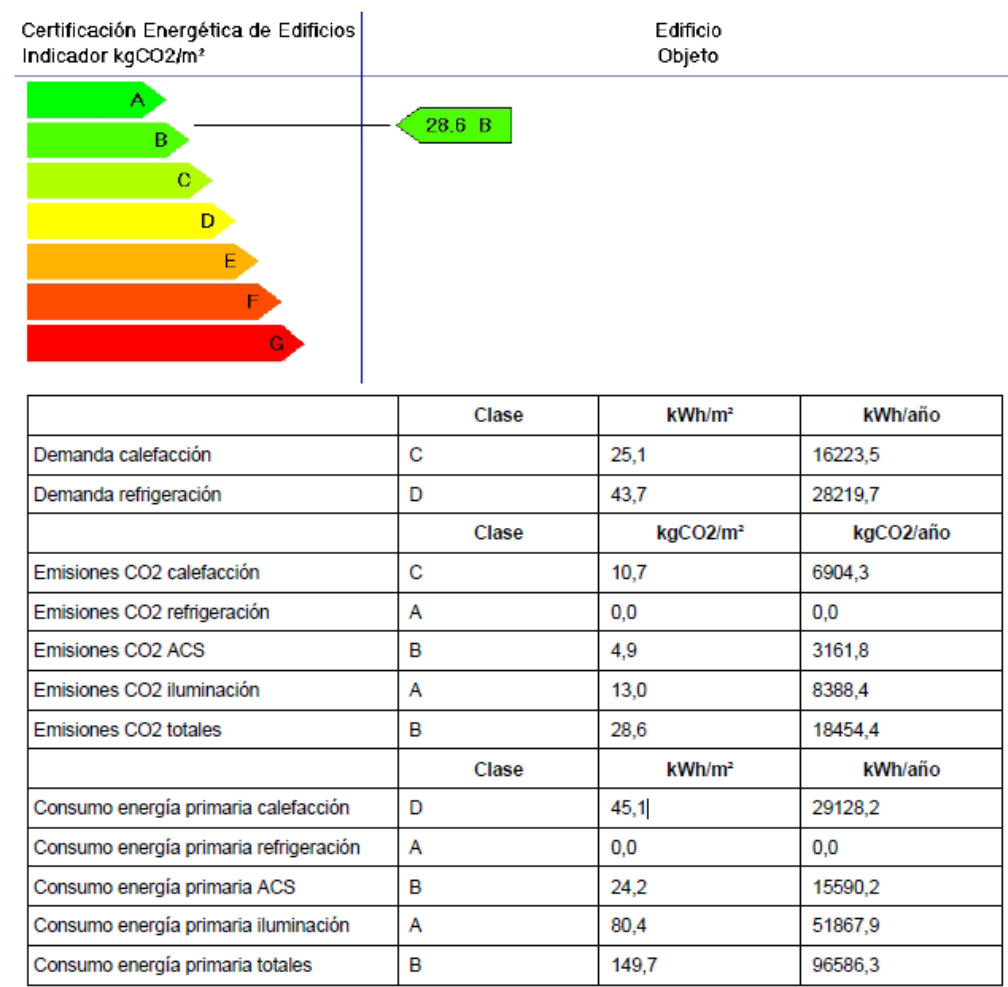 Certificación Energética de Edificios
Indicador kgCO2/m²
Edificio
Objeto
A
28.6 B
B
C
D
E
F
G
Clase kWh/m² kWh/año
Demanda calefacción C 25,1 16223,5
Demanda refrigeración D 43,7 28219,7
Clase kgCO2/m² kgCO2/año
Emisiones CO2 calefacción C 10,7 6904,3
Emisiones CO2 refrigeración A 0,0 0,0
Emisiones CO2 ACS B 4,9 3161,8
Emisiones CO2 iluminación A 13,0 8388,4
Emisiones CO2 totales B 28,6 18454,4
Clase kWh/m² kWh/año
Consumo energía primaria calefacción D 45,1 29128,2
Consumo energía primaria refrigeración A 0,0 0,0
Consumo energía primaria ACS B 24,2 15590,2
Consumo energía primaria iluminación A 80,4 51867,9
Consumo energía primaria totales B 149,7 96586,3